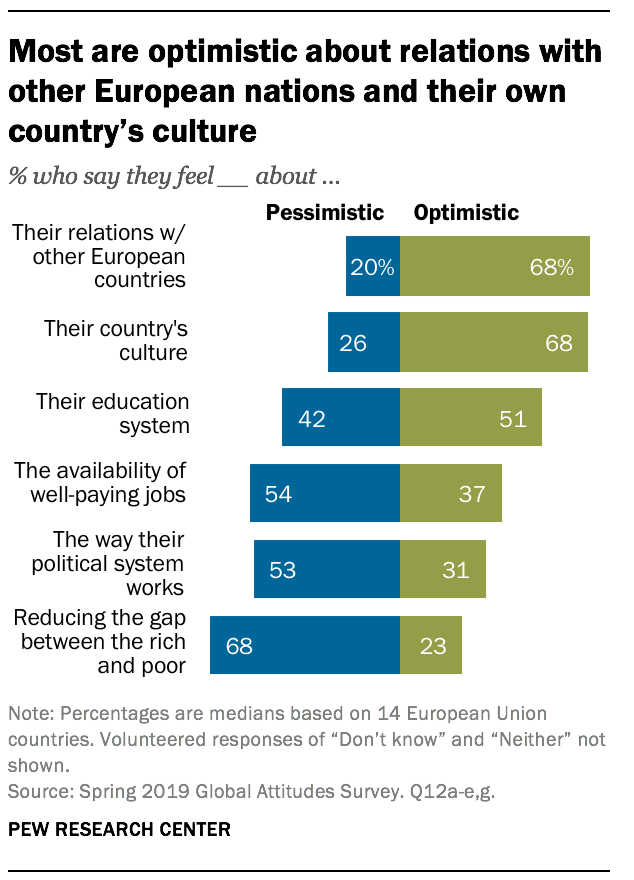 Most are optimistic about relations with
other European nations and their own
country's culture
% who say they feel __ about ...
Pessimistic Optimistic
Their relations w/
other European
countries
20% 68%
Their country's
culture
26 68
Their education
system
42 51
The availability of
well-paying jobs
54 37
The way their
political system
works
53 31
Reducing the gap
between the rich
and poor
68 23
Note: Percentages are medians based on 14 European Union
countries. Volunteered responses of “Don’t know” and “Neither” not
shown.
Source: Spring 2019 Global Attitudes Survey. Q12a-e,g.
PEW RESEARCH CENTER